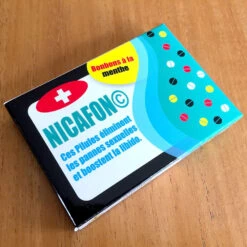 Bonbons à la
menthe
NICAFON©
Ces Pilules éliminent
les pannes sexuelles
et boostent la libido.